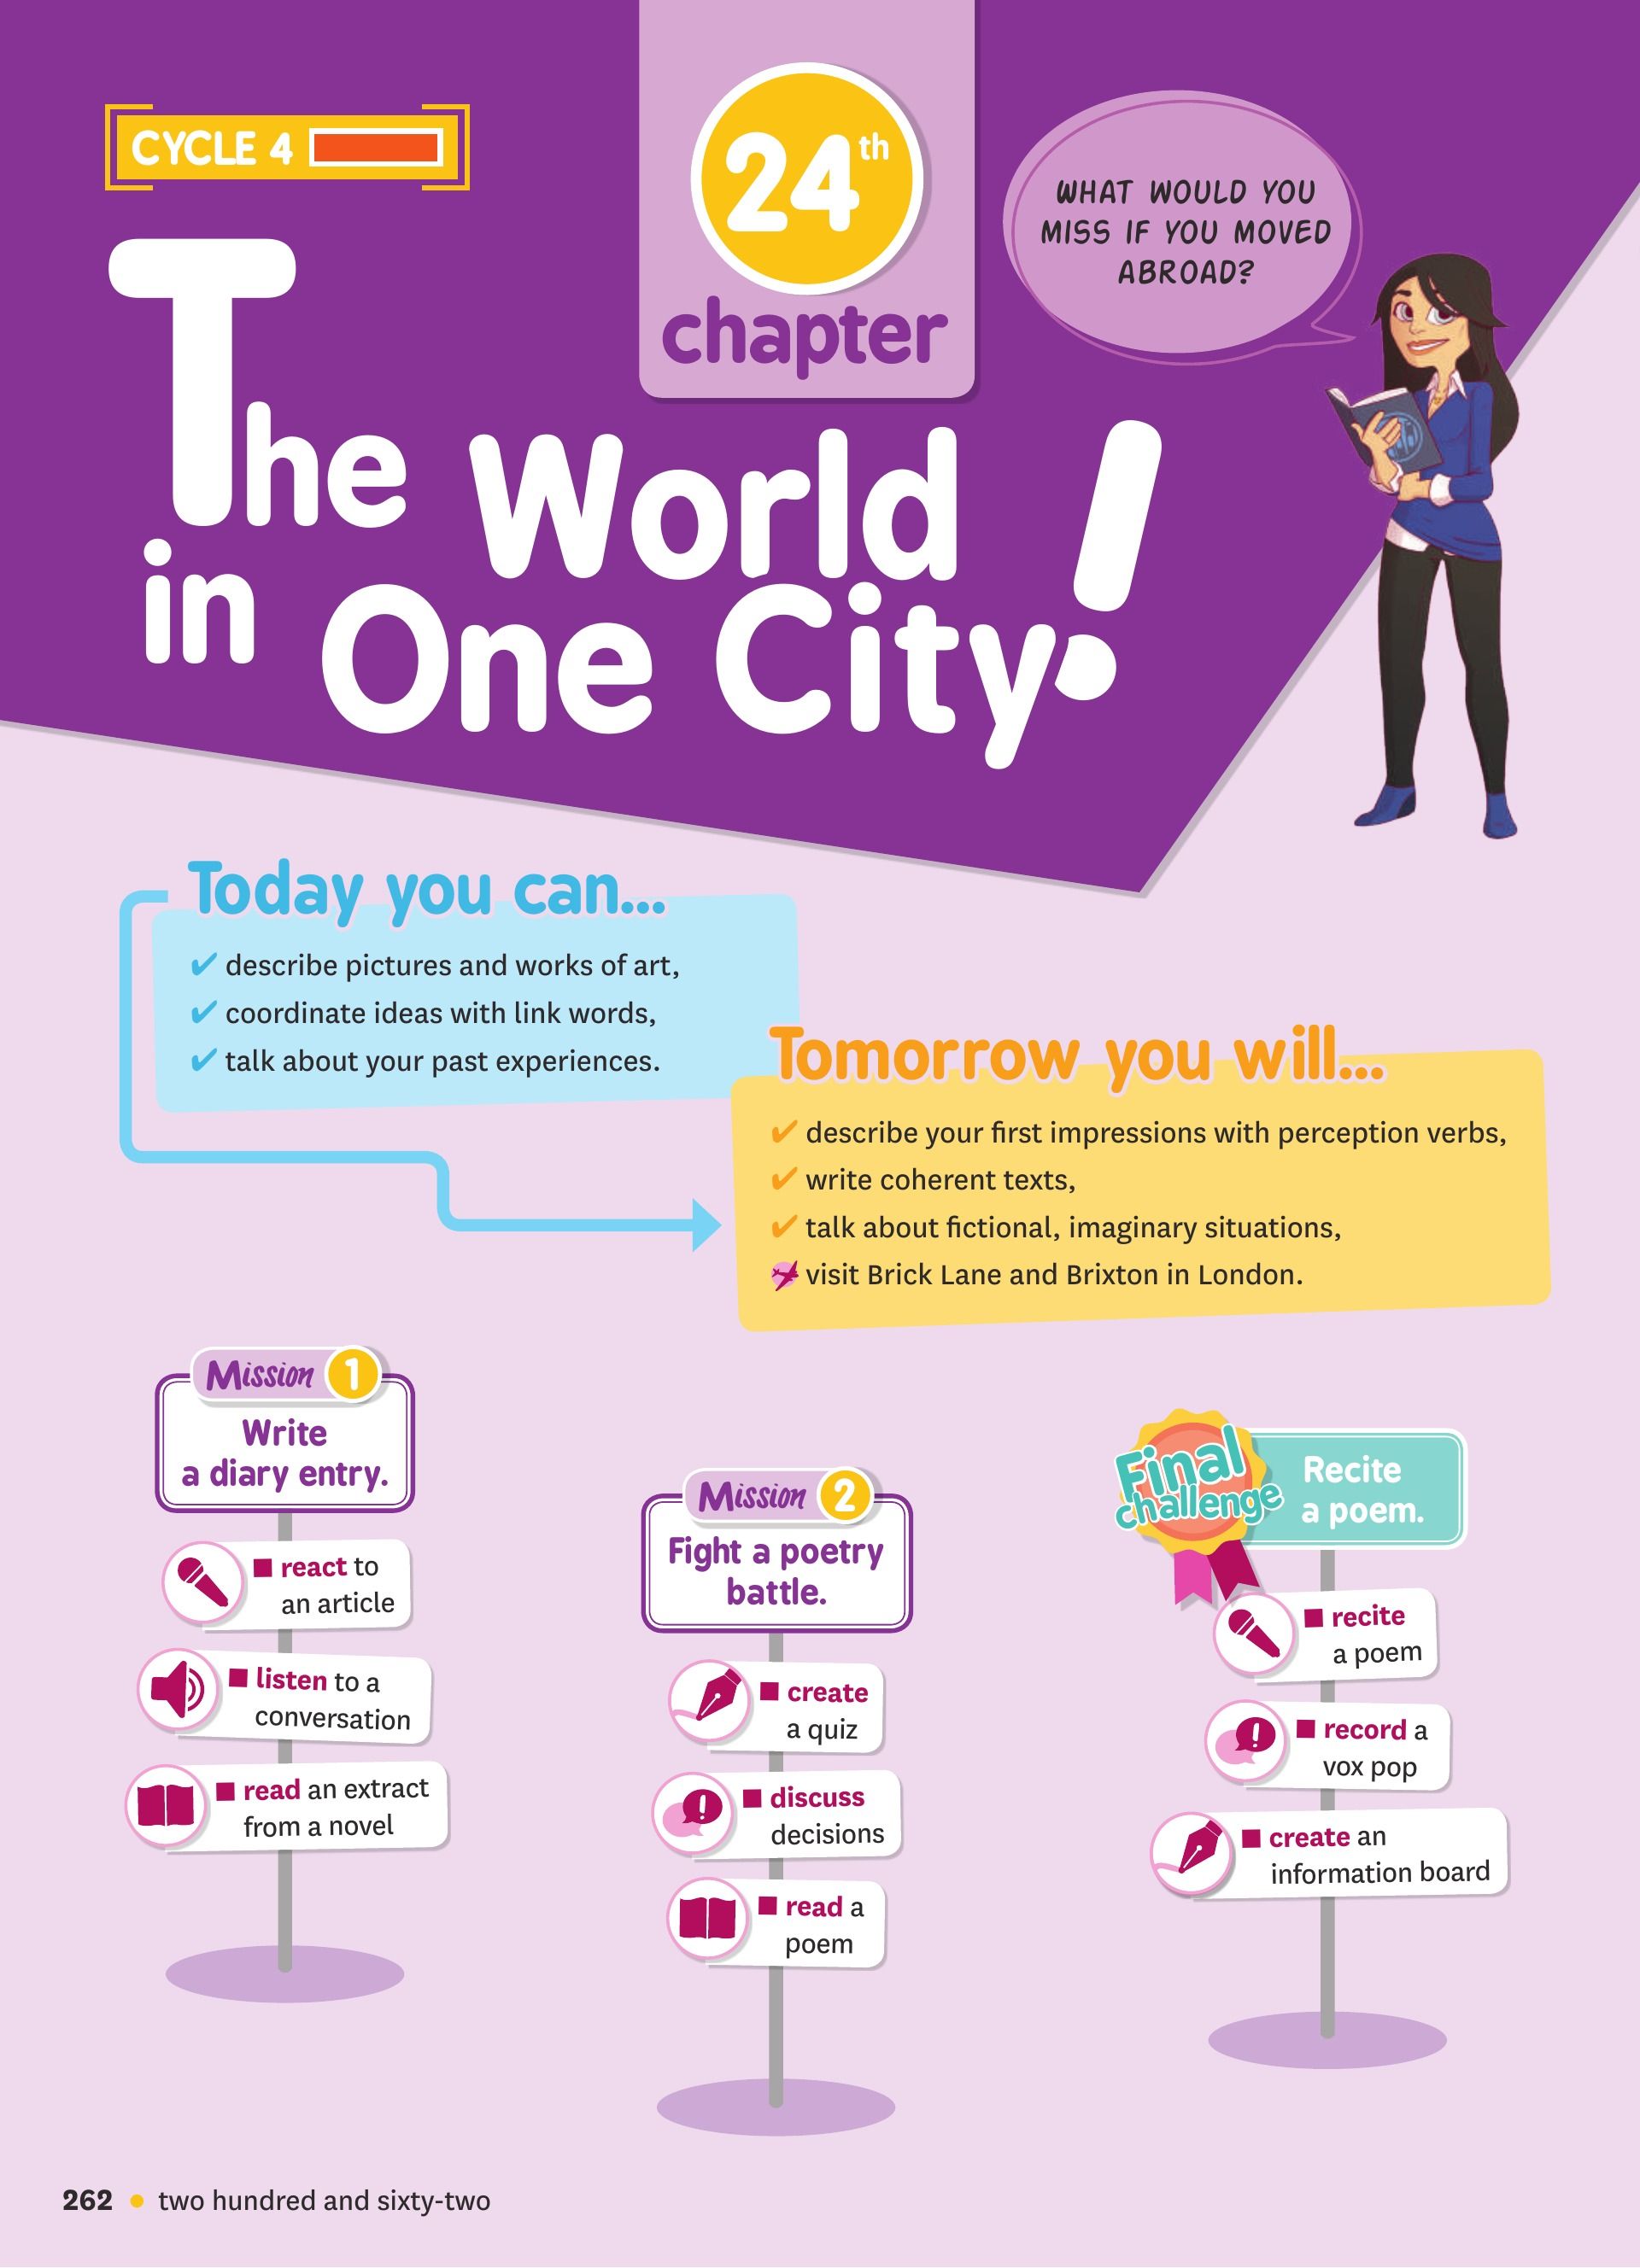 CYCLE 4
24th
chapter
WHAT WOULD YOU
MISS IF YOU MOVED
ABROAD?
The World
in One City!
Today you can...
✔ describe pictures and works of art,
✔ coordinate ideas with link words,
✔ talk about your past experiences.
Tomorrow you will...
✔ describe your first impressions with perception verbs,
✔ write coherent texts,
✔ talk about fictional, imaginary situations,
visit Brick Lane and Brixton in London.
Mission 1
Write
a diary entry.
■ react to
an article
■ listen to a
conversation
■ read an extract
from a novel
Mission 2
Fight a poetry
battle.
■ create
a quiz
■ discuss
decisions
■ read a
poem
Final
challenge
Recite
a poem.
■ recite
a poem
■ record a
vox pop
■ create an
information board
262 • two hundred and sixty-two